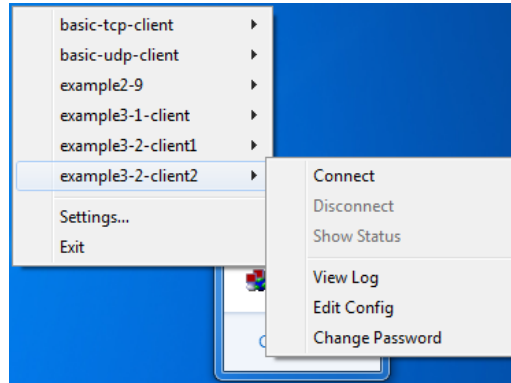 basic-tcp-client
basic-udp-client
example2-9
example3-1-client
example3-2-client1
example3-2-client2
Settings...
Exit
Connect
Disconnect
Show Status
View Log
Edit Config
Change Password